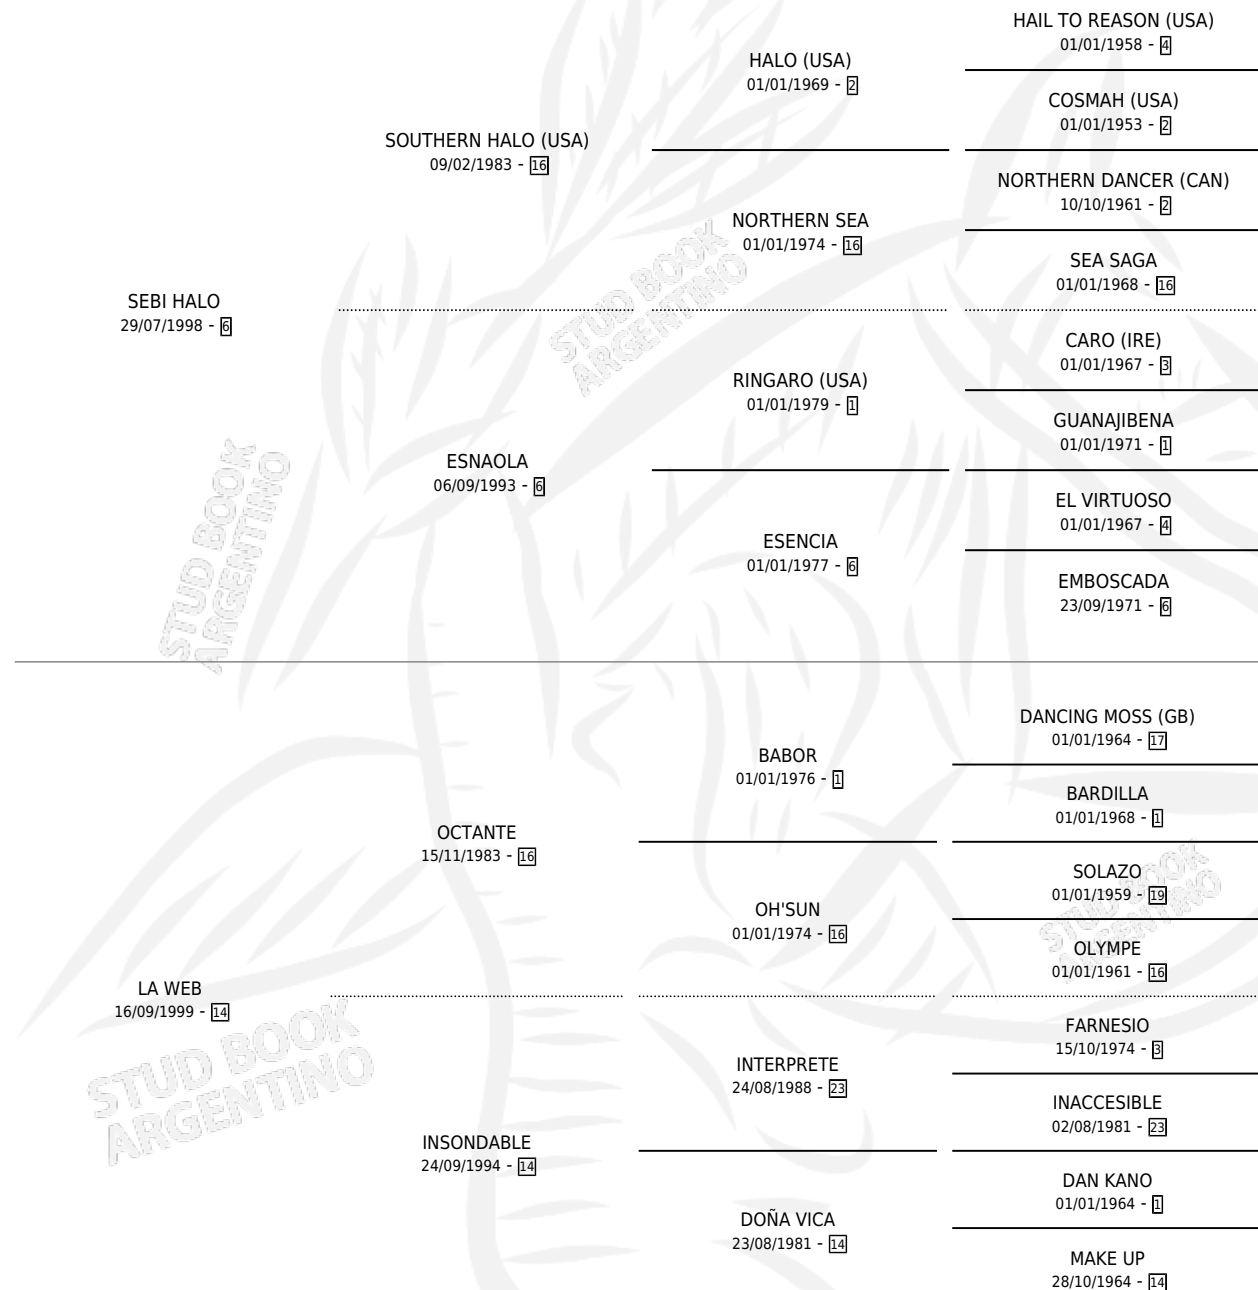 HAIL TO REASON (USA)
01/01/1958 - 4
HALO (USA)
01/01/1969 - 2
COSMAH (USA)
01/01/1953 - 2
SOUTHERN HALO (USA)
09/02/1983 - 16
NORTHERN DANCER (CAN)
10/10/1961 - 2
NORTHERN SEA
01/01/1974 - 16
SEA SAGA
01/01/1968 - 16
SEBI HALO
29/07/1998 - 6
CARO (IRE)
01/01/1967 - 3
RINGARO (USA)
01/01/1979 - 1
GUANAJIBENA
01/01/1971 - 1
ESNAOLA
06/09/1993 - 6
EL VIRTUOSO
01/01/1967 - 4
ESENCIA
01/01/1977 - 6
EMBOSCADA
23/09/1971 - 6
STUD BOOK
ARGENTINO
STUD BOOK
ARGENTINO
DANCING MOSS (GB)
01/01/1964 - 17
BABOR
01/01/1976 - 1
BARDILLA
01/01/1968 - 1
OCTANTE
15/11/1983 - 16
SOLAZO
01/01/1959 - 19
OH'SUN
01/01/1974 - 16
OLYMPE
01/01/1961 - 16
STUD BOOK
ARGENTINO
LA WEB
16/09/1999 - 14
FARNESIO
15/10/1974 - 3
INTERPRETE
24/08/1988 - 23
INACCESIBLE
02/08/1981 - 23
INSONDABLE
24/09/1994 - 14
DAN KANO
01/01/1964 - 1
DOÑA VICA
23/08/1981 - 14
MAKE UP
28/10/1964 - 14
STUD BOOK
ARGENTINO